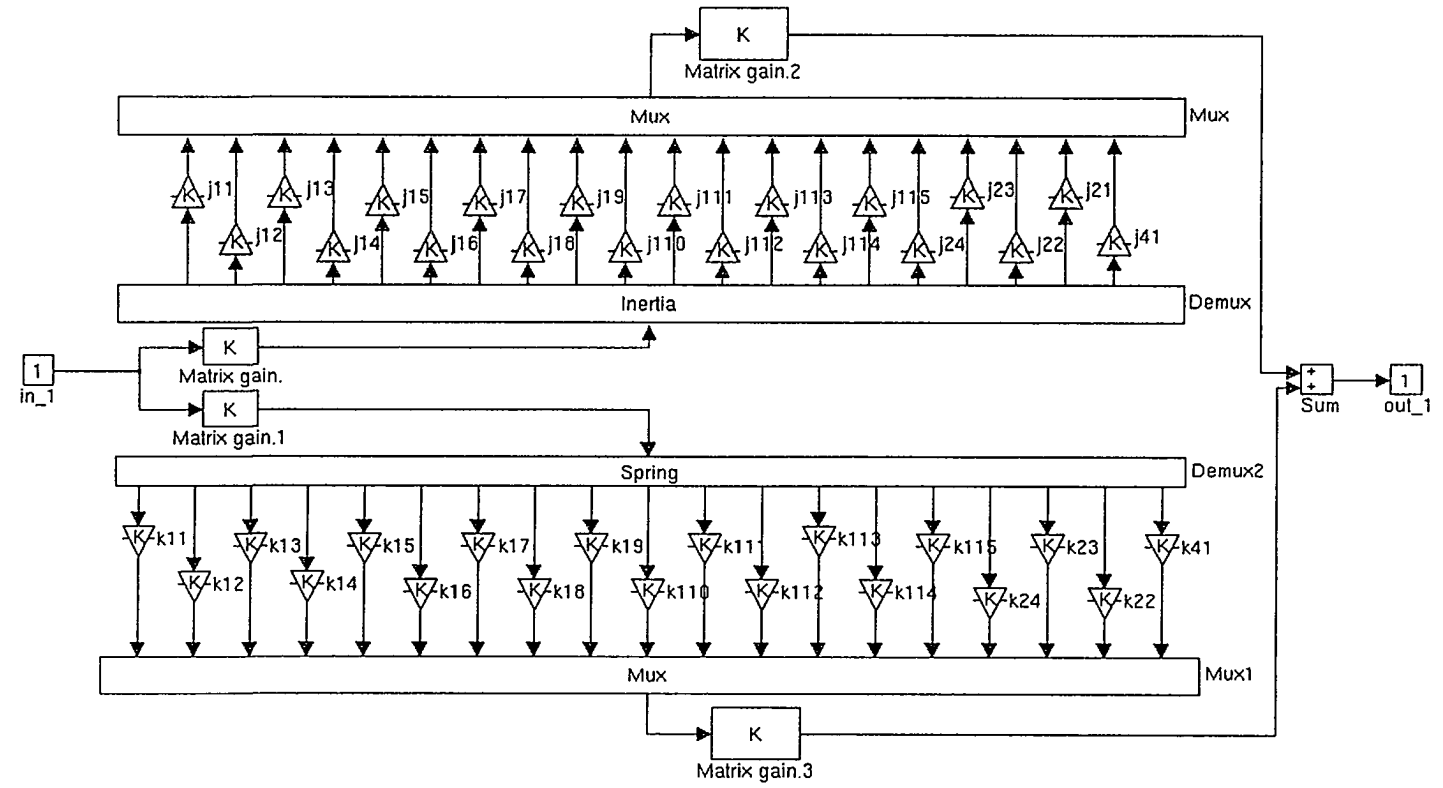 K
Matrix gain.2
Mux
Mux
K j11
K j12
K j13
K j14
K j15
K j16
K j17
K j18
K j19
K j110
K j111
K j112
K j113
K j114
K j115
K j24
K j23
K j22
K j21
K j41
Inertia
Demux
K
Matrix gain.
1
in_1
K
Matrix gain.1
+
+
Sum
1
out_1
Spring
Demux2
K k11
K k12
K k13
K k14
K k15
K k16
K k17
K k18
K k19
K k110
K k111
K k112
K k113
K k114
K k115
K k24
K k23
K k22
K k41
Mux
Mux1
K
Matrix gain.3